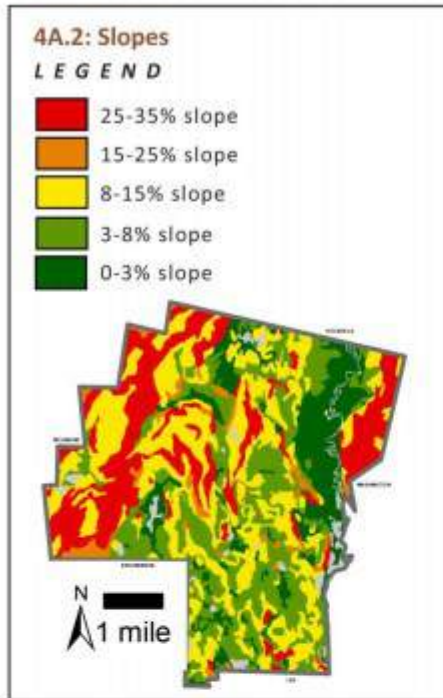 4A.2: Slopes
LEGEND
25-35% slope
15-25% slope
8-15% slope
3-8% slope
0-3% slope
N
1 mile